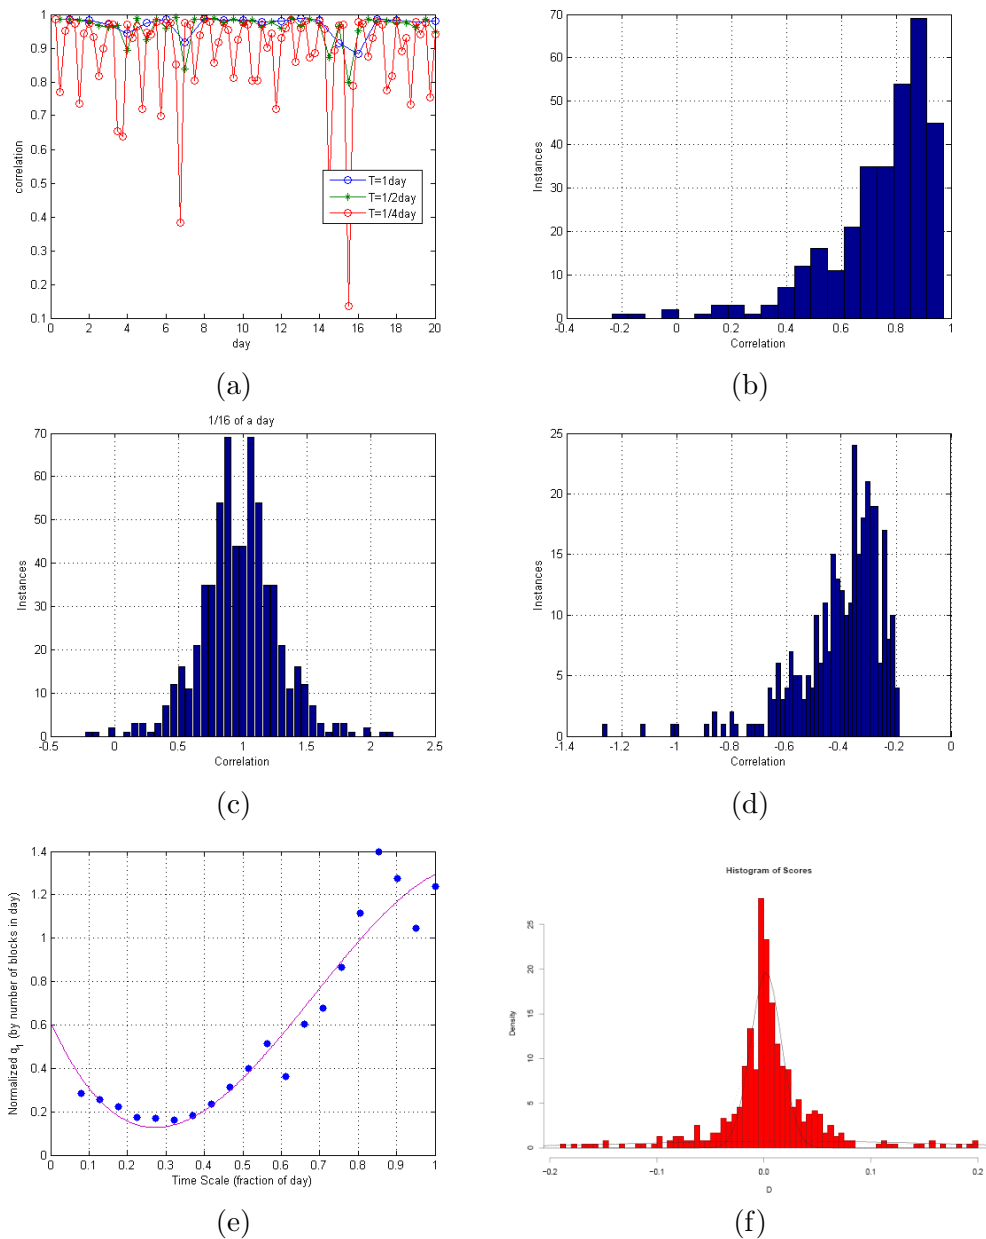 1
0.9
0.8
0.7
0.6
0.5
0.4
0.3
0.2
0.1
correlation
0 2 4 6 8 10 12 14 16 18 20
day
T=1day
T=1/2day
T=1/4day
(a)
70
60
50
40
30
20
10
0
Instances
-0.4 -0.2 0 0.2 0.4 0.6 0.8 1
Correlation
(b)
1/16 of a day
70
60
50
40
30
20
10
0
Instances
-0.5 0 0.5 1 1.5 2 2.5
Correlation
(c)
25
20
15
10
5
0
Instances
-1.4 -1.2 -1 -0.8 -0.6 -0.4 -0.2 0
Correlation
(d)
1.4
1.2
1
0.8
0.6
0.4
0.2
0
Normalized q1 (by number of blocks in day)
0 0.1 0.2 0.3 0.4 0.5 0.6 0.7 0.8 0.9 1
Time Scale (fraction of day)
(e)
Histogram of Scores
25
20
15
10
5
0
Density
-0.2 -0.1 0.0 0.1 0.2
D
(f)